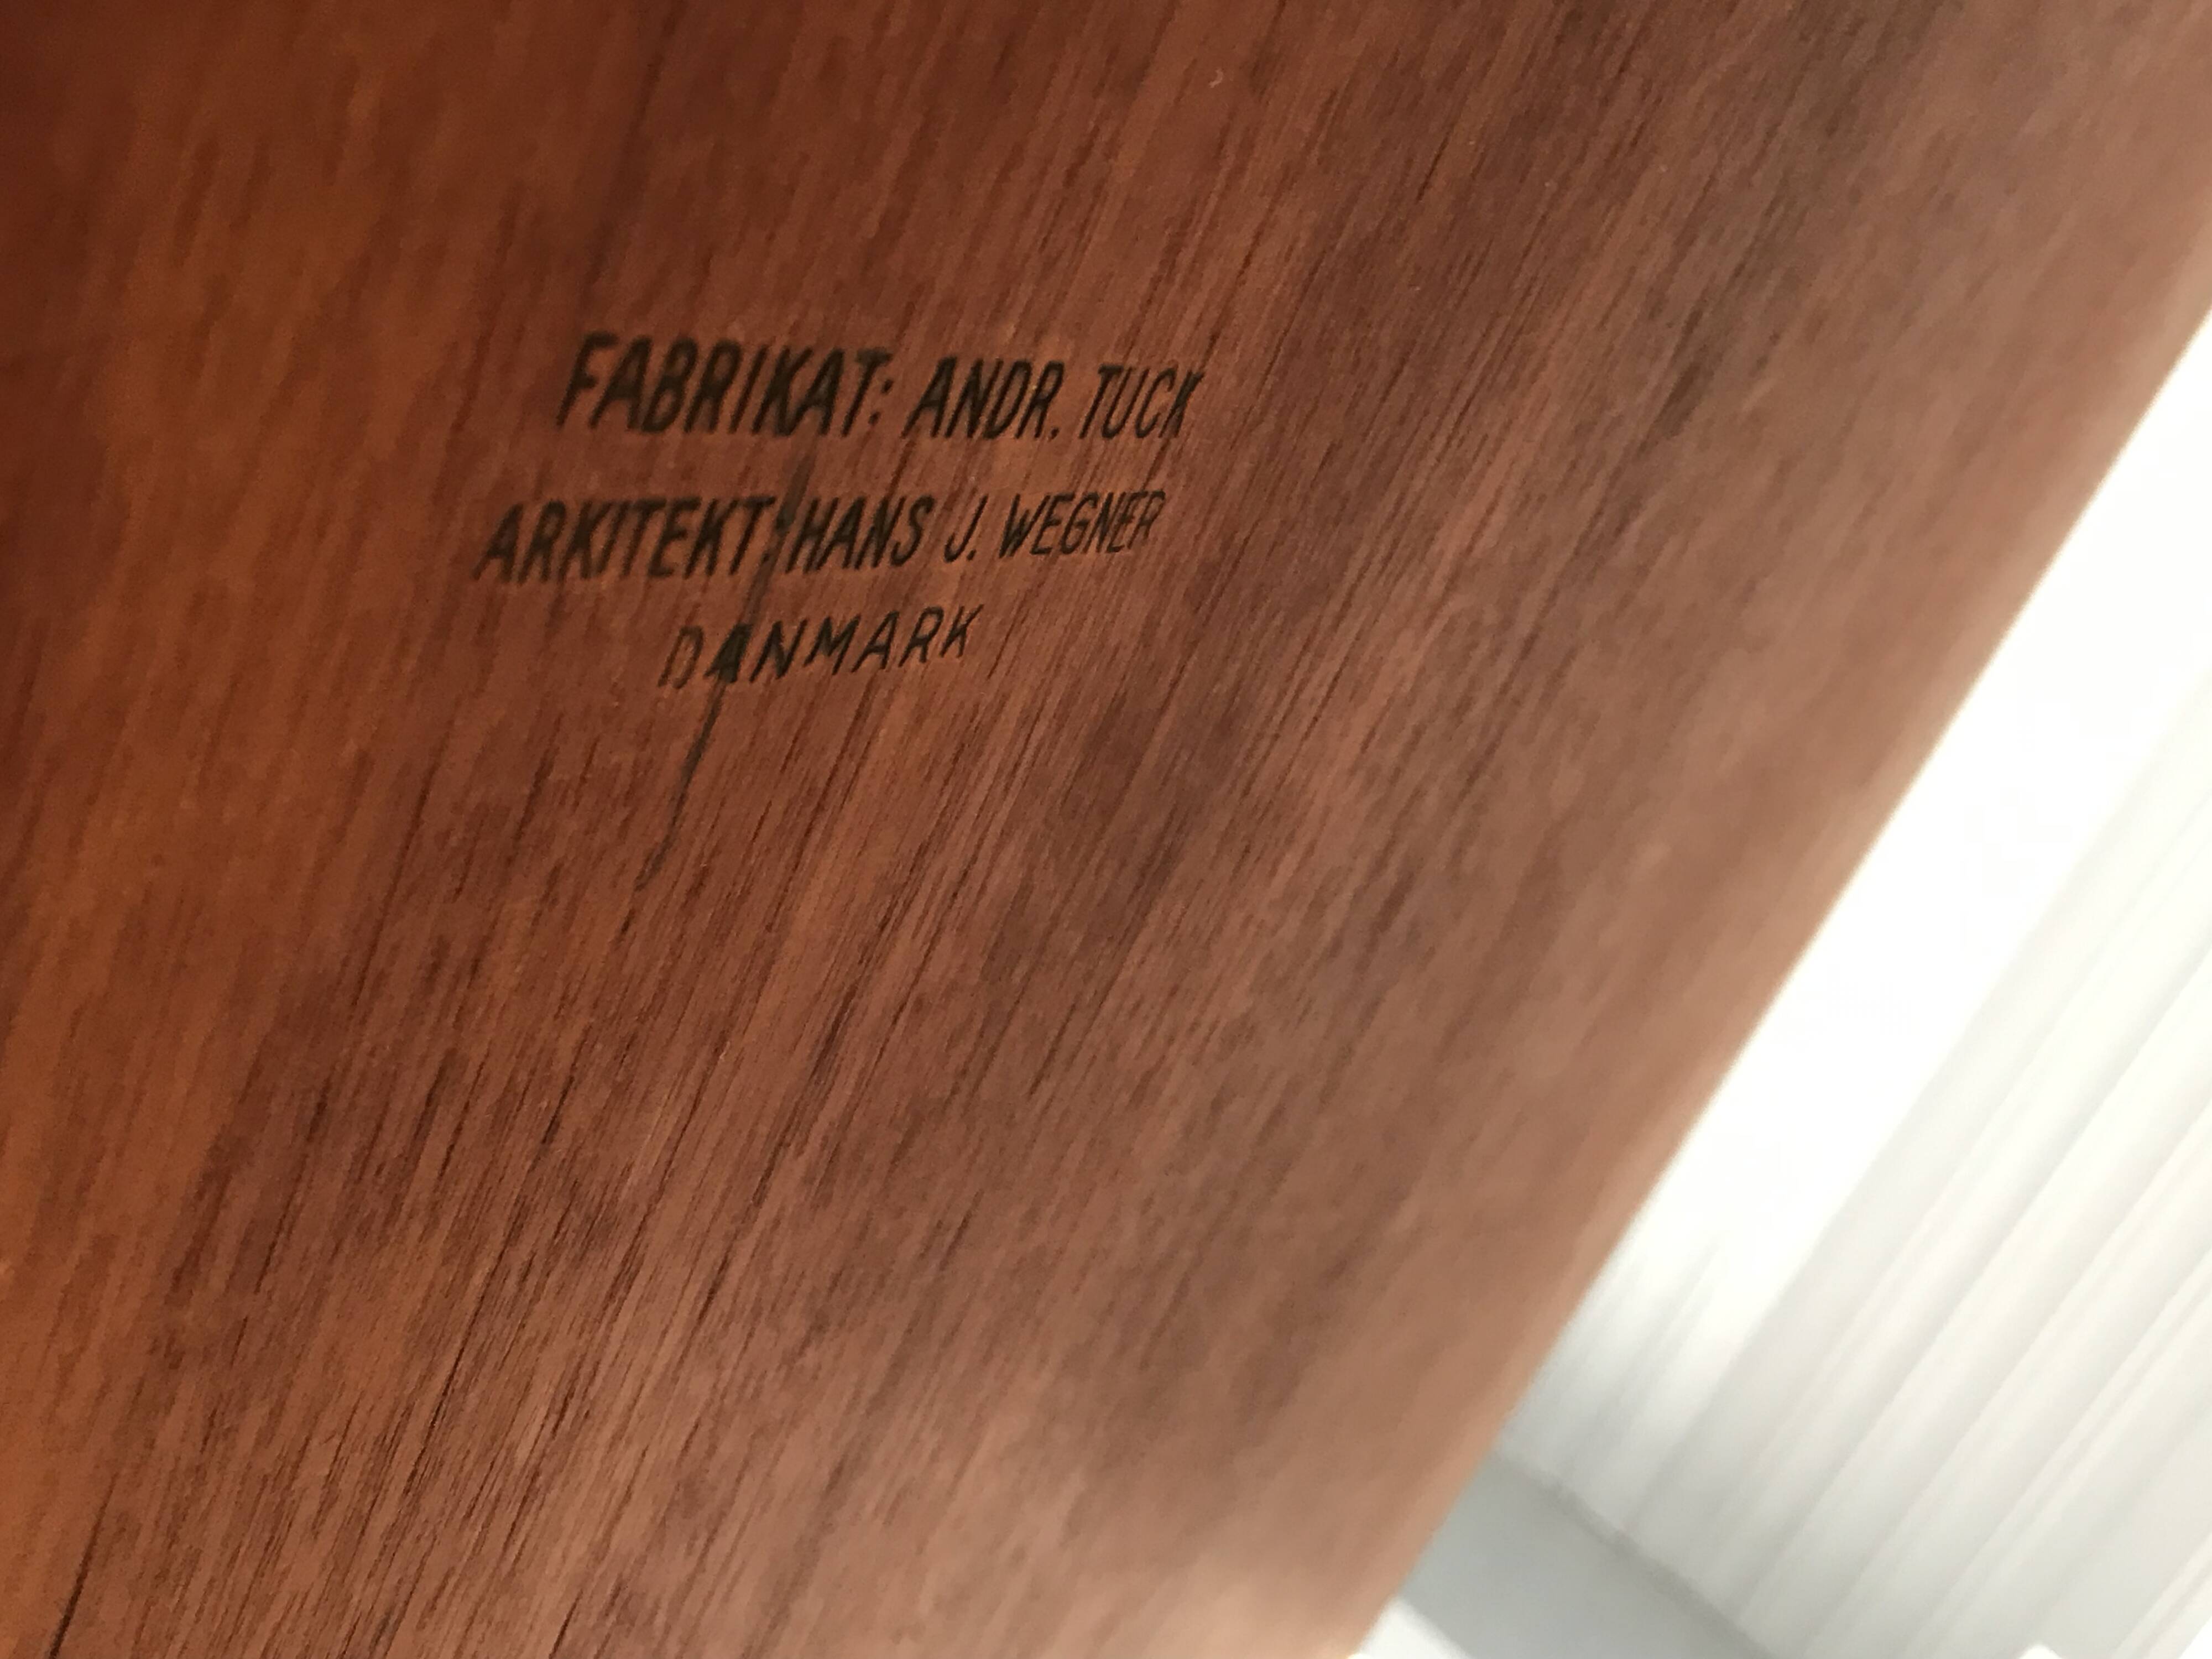 FABRIKAT: ANDR. TUCK
ARKITEKT: HANS J. WEGNER
DANMARK